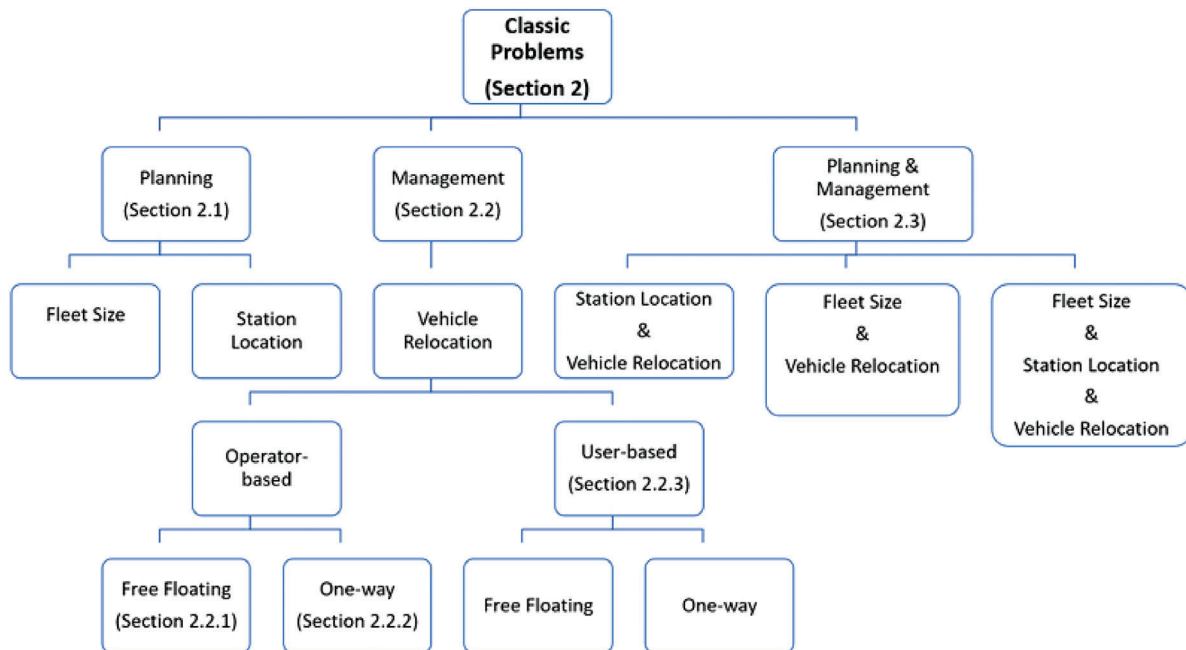 Classic
Problems
(Section 2)
Planning
(Section 2.1)
Management
(Section 2.2)
Planning &
Management
(Section 2.3)
Fleet Size
Station
Location
Vehicle
Relocation
Station Location
&
Vehicle Relocation
Fleet Size
&
Vehicle Relocation
Fleet Size
&
Station Location
&
Vehicle Relocation
Operator-
based
User-based
(Section 2.2.3)
Free Floating
(Section 2.2.1)
One-way
(Section 2.2.2)
Free Floating
One-way